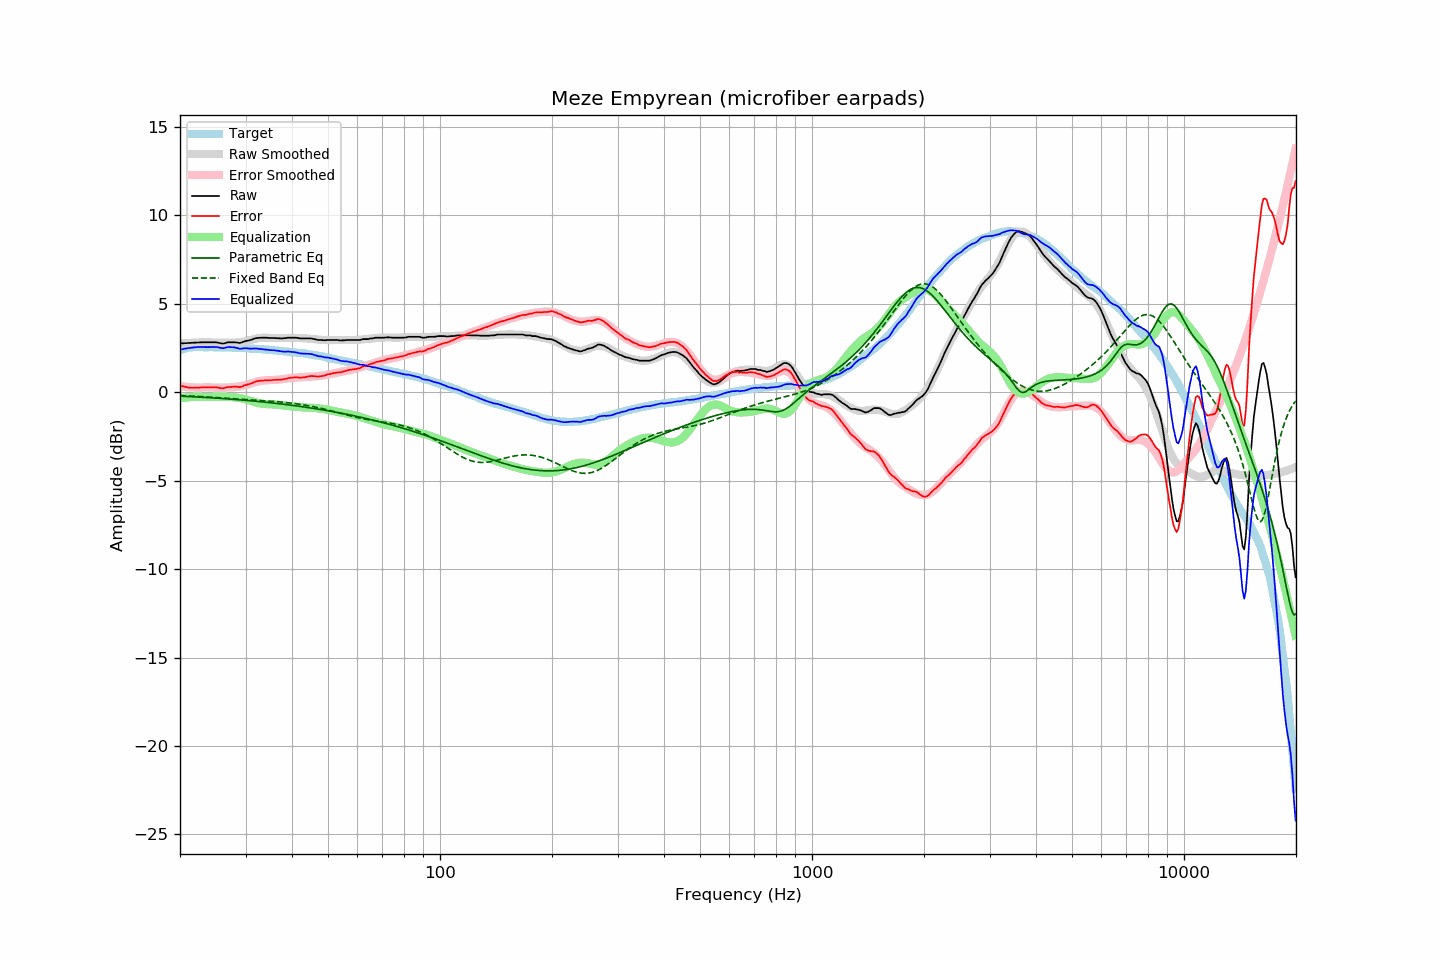 Meze Empyrean (microfiber earpads)
15
10
5
0
−5
−10
−15
−20
−25
Amplitude (dBr)
Target
Raw Smoothed
Error Smoothed
Raw
Error
Equalization
Parametric Eq
Fixed Band Eq
Equalized
100
1000
10000
Frequency (Hz)